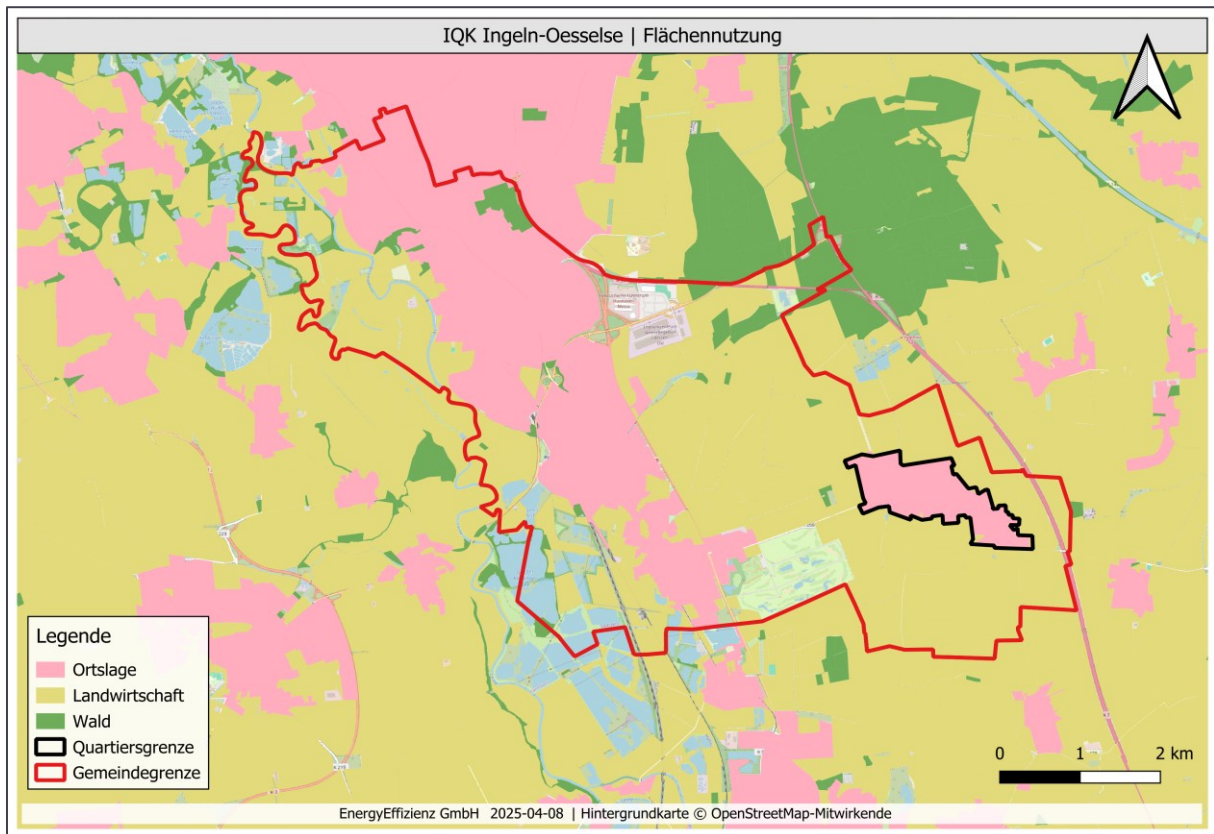 IQK Ingeln-Oesselse | Flächennutzung
Legende
Ortslage
Landwirtschaft
Wald
Quartiersgrenze
Gemeindegrenze
0 1 2 km
EnergyEffizienz GmbH 2025-04-08 | Hintergrundkarte © OpenStreetMap-Mitwirkende